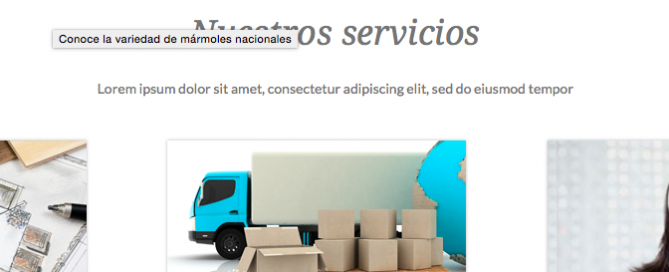 Nuestros servicios
Conoce la variedad de mármoles nacionales
Lorem ipsum dolor sit amet, consectetur adipiscing elit, sed do eiusmod tempor